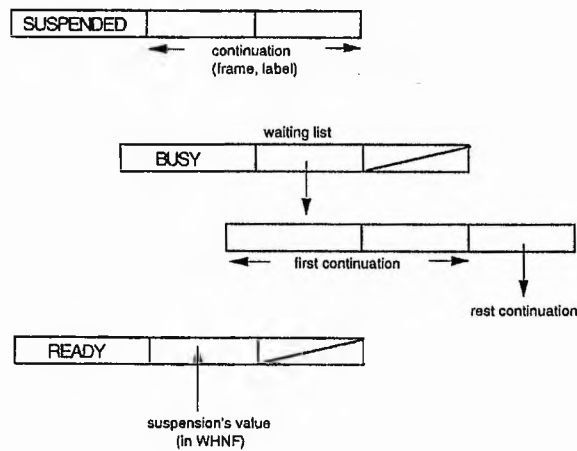 SUSPENDED
continuation
(frame, label)
waiting list
BUSY
first continuation
rest continuation
READY
suspension's value
(in WHNF)